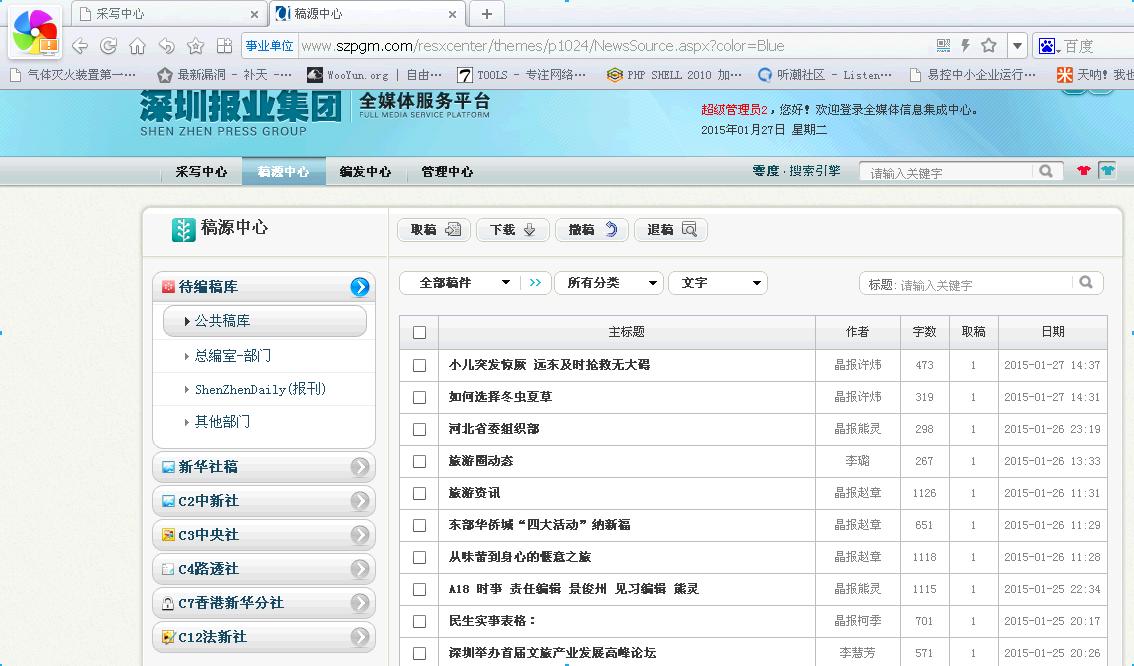 采写中心
稿源中心
事业单位 www.szpgm.com/resxcenter/themes/p1024/NewsSource.aspx?color=Blue
百度
气体灭火装置第一…
最新漏洞 - 补天 -…
WooYun.org | 自由…
TOOLS - 专注网络…
PHP SHELL 2010 加…
听潮社区 - Listen…
易控中小企业运行…
天呐! 我也
深圳报业集团
SHEN ZHEN PRESS GROUP
全媒体服务平台
FULL MEDIA SERVICE PLATFORM
超级管理员2，您好! 欢迎登录全媒体信息集成中心。
2015年01月27日 星期二
采写中心 稿源中心 编发中心 管理中心
零度·搜索引擎 请输入关键字
稿源中心
取稿 下载 撤稿 退稿
全部稿件 >> 所有分类 文字
标题: 请输入关键字
待编稿库
公共稿库
总编室-部门
ShenZhenDaily(报刊)
其他部门
新华社稿
C2中新社
C3中央社
C4路透社
C7香港新华分社
C12法新社
主标题 作者 字数 取稿 日期
小儿突发惊厥 远东及时抢救无大碍 晶报许炜 473 1 2015-01-27 14:37
如何选择冬虫夏草 晶报许炜 319 1 2015-01-27 14:31
河北省委组织部 晶报熊灵 298 1 2015-01-26 23:19
旅游圈动态 李璐 267 1 2015-01-26 13:33
旅游资讯 晶报赵章 1126 1 2015-01-26 11:31
东部华侨城“四大活动”纳新福 晶报赵章 651 1 2015-01-26 11:29
从味蕾到身心的惬意之旅 晶报赵章 1118 1 2015-01-26 11:28
A18 时事 责任编辑 景俊州 见习编辑 熊灵 晶报熊灵 1115 1 2015-01-25 22:34
民生实事表格： 晶报柯季 701 1 2015-01-25 20:17
深圳举办首届文旅产业发展高峰论坛 李慧芳 571 1 2015-01-25 20:26